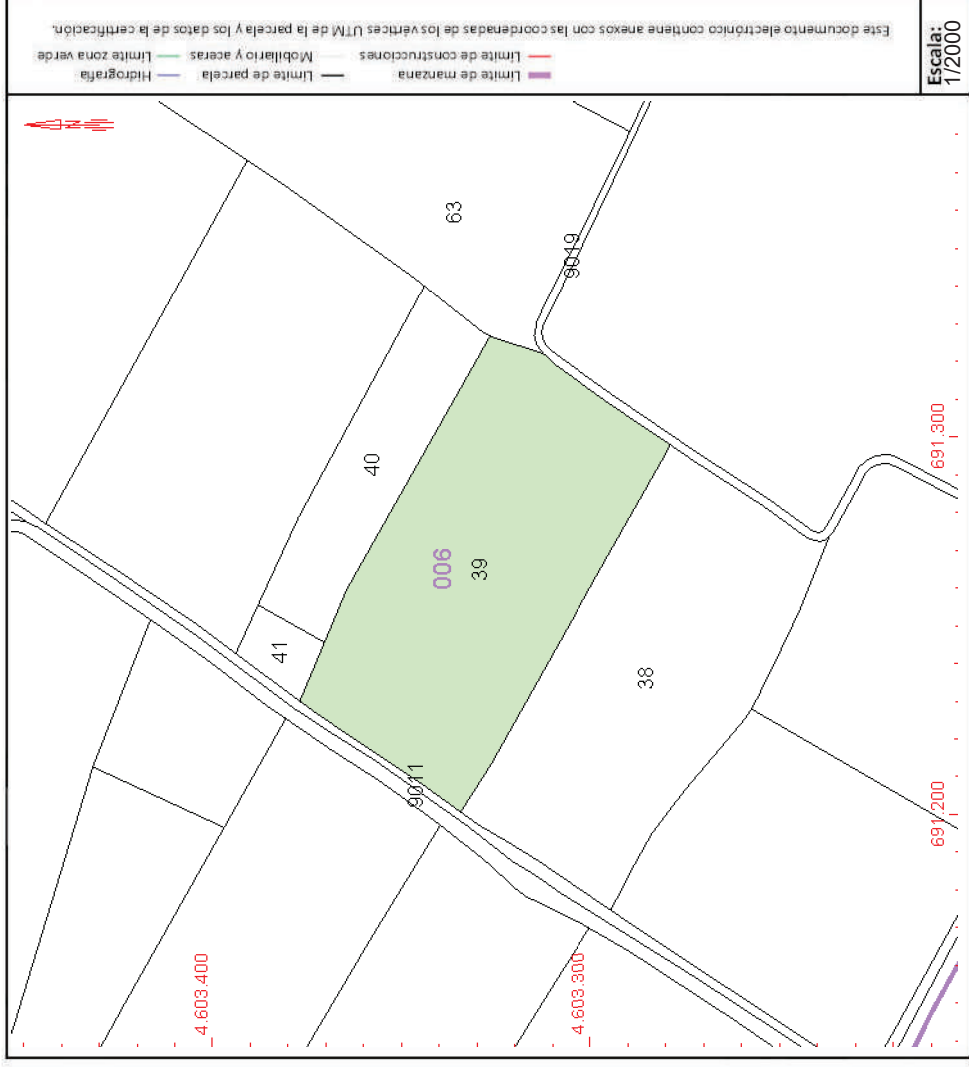 Este documento electrónico contiene anexos con las coordenadas de los vértices UTM de la parcela y los datos de la certificación.
Límite de manzana
Límite de parcela
Hidrografía
Límite de construcciones
Mobiliario y aceras
Límite zona verde
Escala:
1/2000
N
63
9019
40
006
39
41
38
9011
691.300
691.200
4.603.400
4.603.300